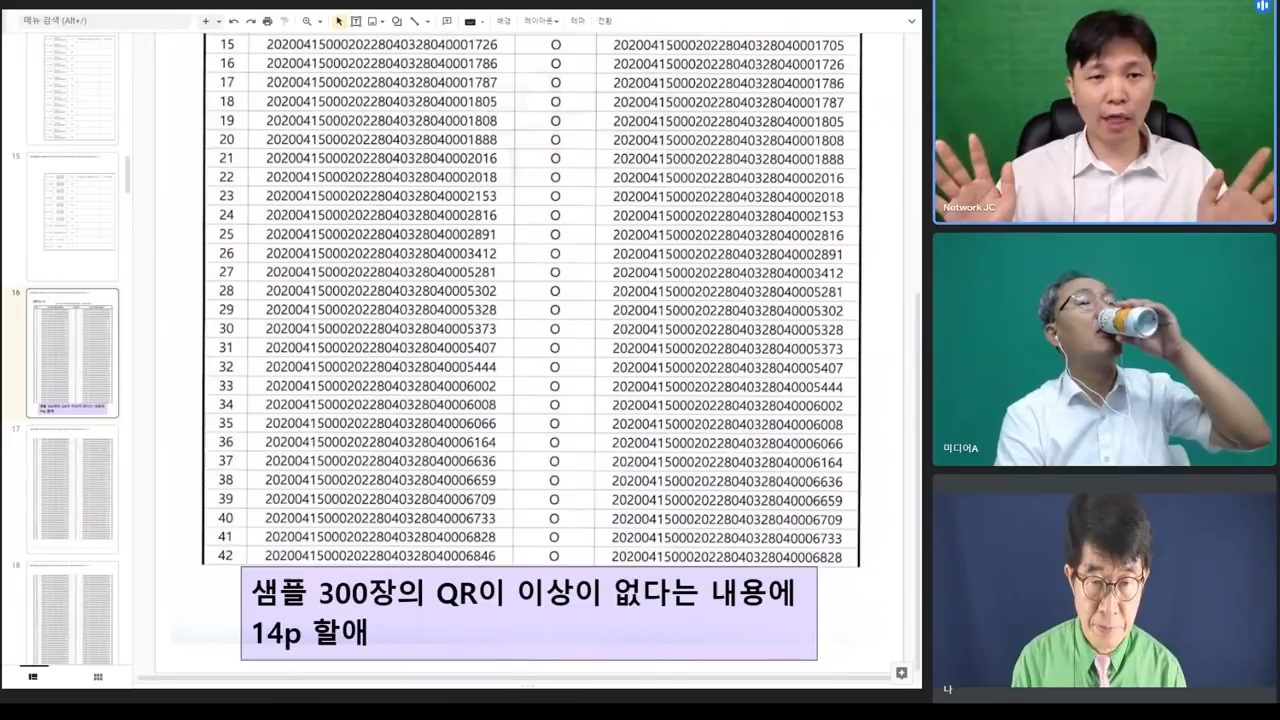 메뉴 검색 (Alt+/)
배경 레이아웃 테마 전환
15 2020041500020228040328040001726 O 2020041500020228040328040001705
16 2020041500020228040328040001786 O 2020041500020228040328040001726
17 2020041500020228040328040001787 O 2020041500020228040328040001786
18 2020041500020228040328040001805 O 2020041500020228040328040001787
19 2020041500020228040328040001808 O 2020041500020228040328040001805
20 2020041500020228040328040001888 O 2020041500020228040328040001808
21 2020041500020228040328040002016 O 2020041500020228040328040001888
22 2020041500020228040328040002018 O 2020041500020228040328040002016
23 2020041500020228040328040002153 O 2020041500020228040328040002018
24 2020041500020228040328040002816 O 2020041500020228040328040002153
25 2020041500020228040328040002891 O 2020041500020228040328040002816
26 2020041500020228040328040003412 O 2020041500020228040328040002891
27 2020041500020228040328040005281 O 2020041500020228040328040003412
28 2020041500020228040328040005302 O 2020041500020228040328040005281
29 2020041500020228040328040005328 O 2020041500020228040328040005302
30 2020041500020228040328040005373 O 2020041500020228040328040005328
31 2020041500020228040328040005407 O 2020041500020228040328040005373
32 2020041500020228040328040005444 O 2020041500020228040328040005407
33 2020041500020228040328040006002 O 2020041500020228040328040005444
34 2020041500020228040328040006008 O 2020041500020228040328040006002
35 2020041500020228040328040006066 O 2020041500020228040328040006008
36 2020041500020228040328040006164 O 2020041500020228040328040006066
37 2020041500020228040328040006636 O 2020041500020228040328040006164
38 2020041500020228040328040006659 O 2020041500020228040328040006636
39 2020041500020228040328040006709 O 2020041500020228040328040006659
40 2020041500020228040328040006733 O 2020041500020228040328040006709
41 2020041500020228040328040006828 O 2020041500020228040328040006733
42 2020041500020228040328040006846 O 2020041500020228040328040006828
샘플 300장의 QR이 이상이 없다는 내용에
14p 할애
15
16
17
18
Network JC
미디어A
나